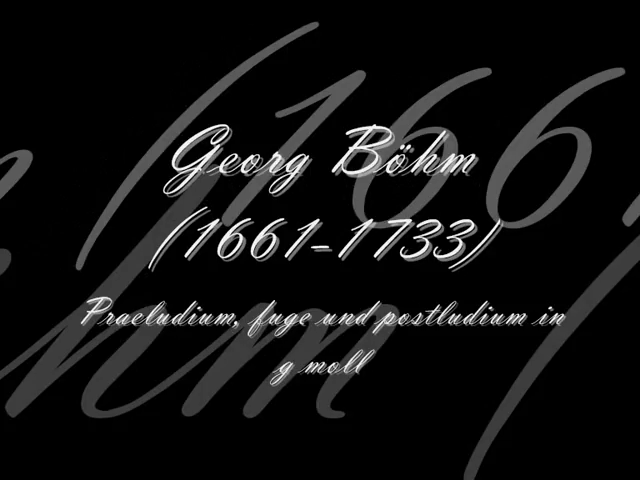 Georg Böhm
(1661-1733)
Praeludium, fuge und postludium in
g moll